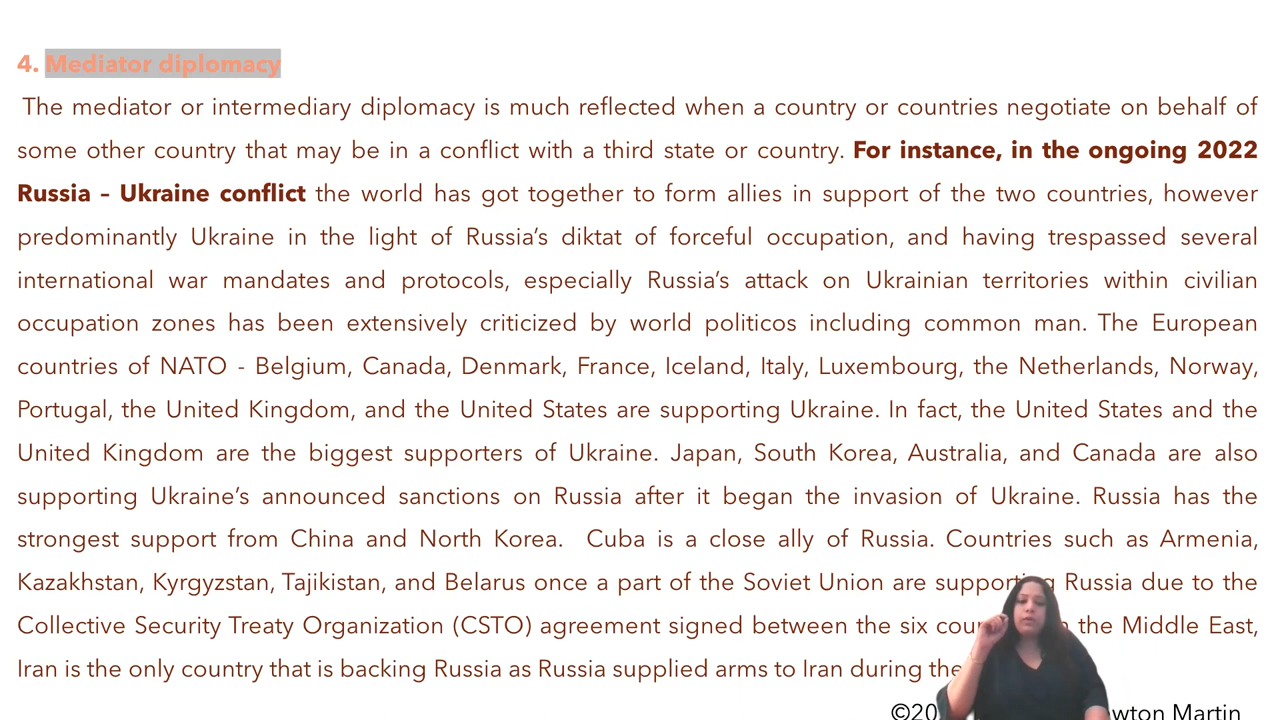 4. Mediator diplomacy
The mediator or intermediary diplomacy is much reflected when a country or countries negotiate on behalf of
some other country that may be in a conflict with a third state or country. For instance, in the ongoing 2022
Russia – Ukraine conflict the world has got together to form allies in support of the two countries, however
predominantly Ukraine in the light of Russia’s diktat of forceful occupation, and having trespassed several
international war mandates and protocols, especially Russia’s attack on Ukrainian territories within civilian
occupation zones has been extensively criticized by world politicos including common man. The European
countries of NATO - Belgium, Canada, Denmark, France, Iceland, Italy, Luxembourg, the Netherlands, Norway,
Portugal, the United Kingdom, and the United States are supporting Ukraine. In fact, the United States and the
United Kingdom are the biggest supporters of Ukraine. Japan, South Korea, Australia, and Canada are also
supporting Ukraine’s announced sanctions on Russia after it began the invasion of Ukraine. Russia has the
strongest support from China and North Korea. Cuba is a close ally of Russia. Countries such as Armenia,
Kazakhstan, Kyrgyzstan, Tajikistan, and Belarus once a part of the Soviet Union are supporting Russia due to the
Collective Security Treaty Organization (CSTO) agreement signed between the six the Middle East,
Iran is the only country that is backing Russia as Russia supplied arms to Iran during the
Martin